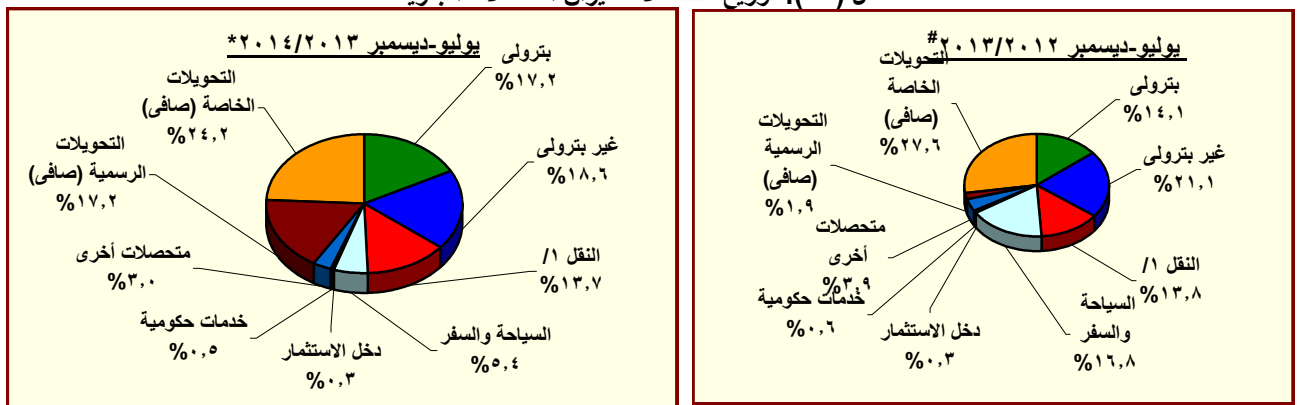 يوليو-ديسمبر ٢٠١٣/٢٠١٢#
بترولى
%١٤,١
غير بترولى
%٢١,١
النقل ١/
%١٣,٨
السياحة
والسفر
%١٦,٨
دخل الاستثمار
%٠,٣
خدمات حكومية
%٠,٦
متحصلات
أخرى
%٣,٩
التحويلات
الرسمية
(صافى)
%١,٩
التحويلات
الخاصة
(صافى)
%٢٧,٦
يوليو-ديسمبر ٢٠١٤/٢٠١٣*
بترولى
%١٧,٢
غير بترولى
%١٨,٦
النقل ١/
%١٣,٧
السياحة والسفر
%٥,٤
دخل الاستثمار
%٠,٣
خدمات حكومية
%٠,٥
متحصلات أخرى
%٣,٠
التحويلات
الرسمية (صافى)
%١٧,٢
التحويلات
الخاصة (صافى)
%٢٤,٢